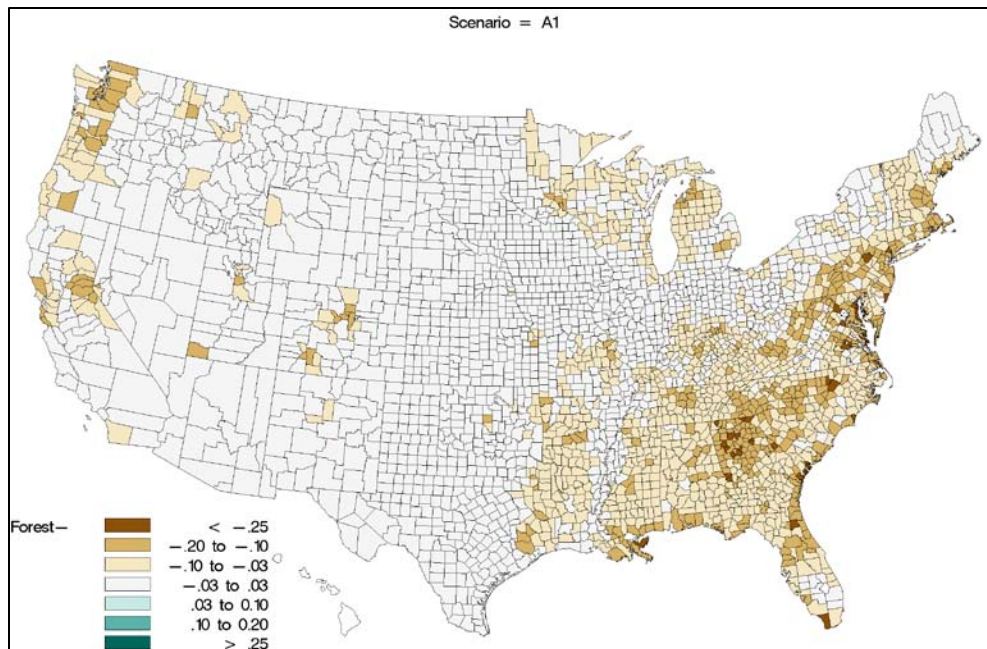 Scenario = A1
Forest—
< −.25
−.20 to −.10
−.10 to −.03
−.03 to .03
.03 to 0.10
.10 to 0.20
> .25